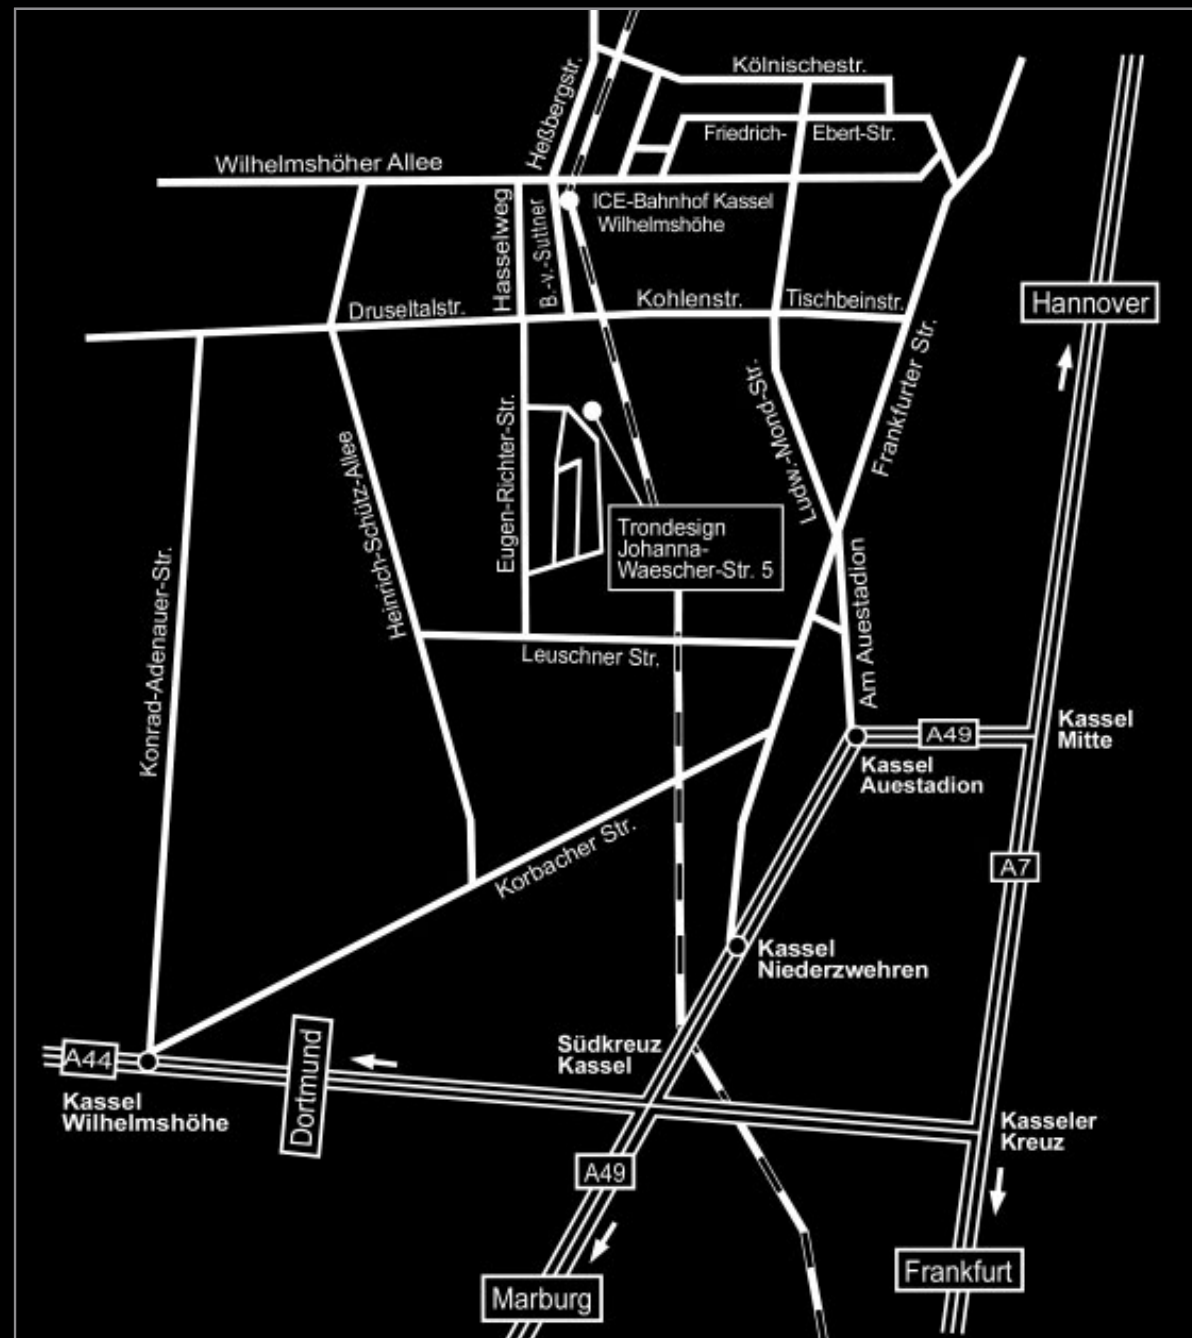 Kölnischestr.
Heßbergstr.
Friedrich-
Ebert-Str.
Wilhelmshöher Allee
ICE-Bahnhof Kassel
Wilhelmshöhe
Hasselweg
B.-v.-Suttner
Hannover
Druseltalstr.
Kohlenstr.
Tischbeinstr.
Frankfurter Str.
Ludw.-Mond-Str.
Eugen-Richter-Str.
Heinrich-Schütz-Allee
Konrad-Adenauer-Str.
Trondesign
Johanna-
Waescher-Str. 5
Am Auestadion
Leuschner Str.
A49
Kassel
Mitte
Kassel
Auestadion
Korbacher Str.
A7
Kassel
Niederzwehren
Südkreuz
Kassel
A44
Dortmund
Kassel
Wilhelmshöhe
Kasseler
Kreuz
A49
Frankfurt
Marburg